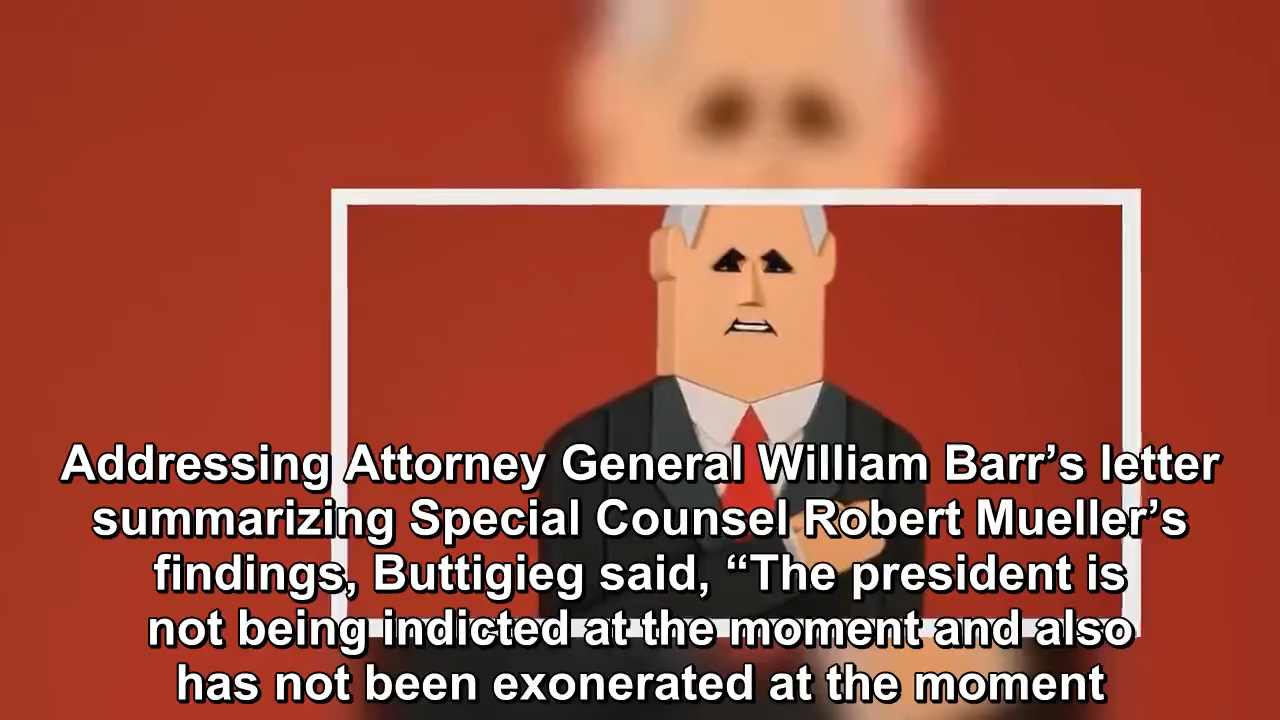 Addressing Attorney General William Barr’s letter
summarizing Special Counsel Robert Mueller’s
findings, Buttigieg said, “The president is
not being indicted at the moment and also
has not been exonerated at the moment